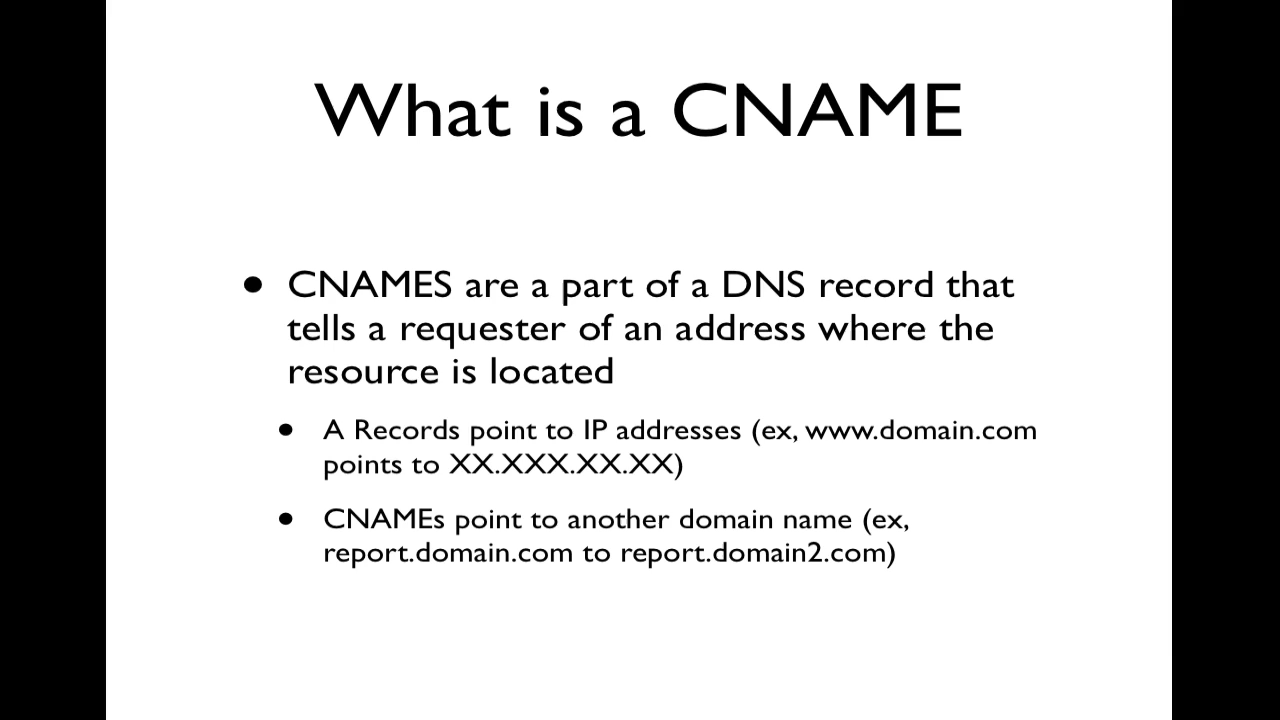 What is a CNAME
• CNAMES are a part of a DNS record that
tells a requester of an address where the
resource is located
• A Records point to IP addresses (ex, www.domain.com
points to XX.XXX.XX.XX)
• CNAMEs point to another domain name (ex,
report.domain.com to report.domain2.com)